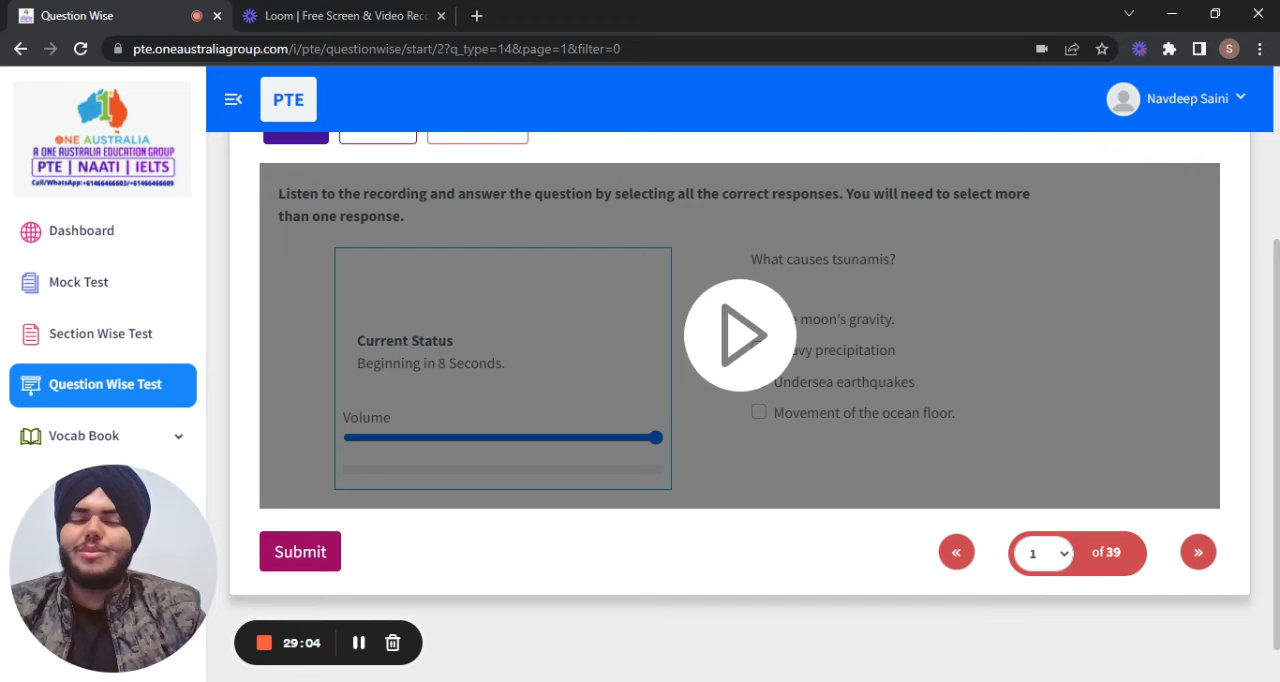 Question Wise
Loom | Free Screen & Video Rec
pte.oneaustraliagroup.com/i/pte/questionwise/start/2?q_type=14&page=1&filter=0
S
1
ONE AUSTRALIA
A ONE AUSTRALIA EDUCATION GROUP
PTE | NAATI | IELTS
PTE
Navdeep Saini
Dashboard
Mock Test
Section Wise Test
Question Wise Test
Vocab Book
Listen to the recording and answer the question by selecting all the correct responses. You will need to select more
than one response.
Current Status
Beginning in 8 Seconds.
Volume
What causes tsunamis?
moon's gravity.
precipitation
Undersea earthquakes
Movement of the ocean floor.
Submit
«
1
of 39
»
29:04